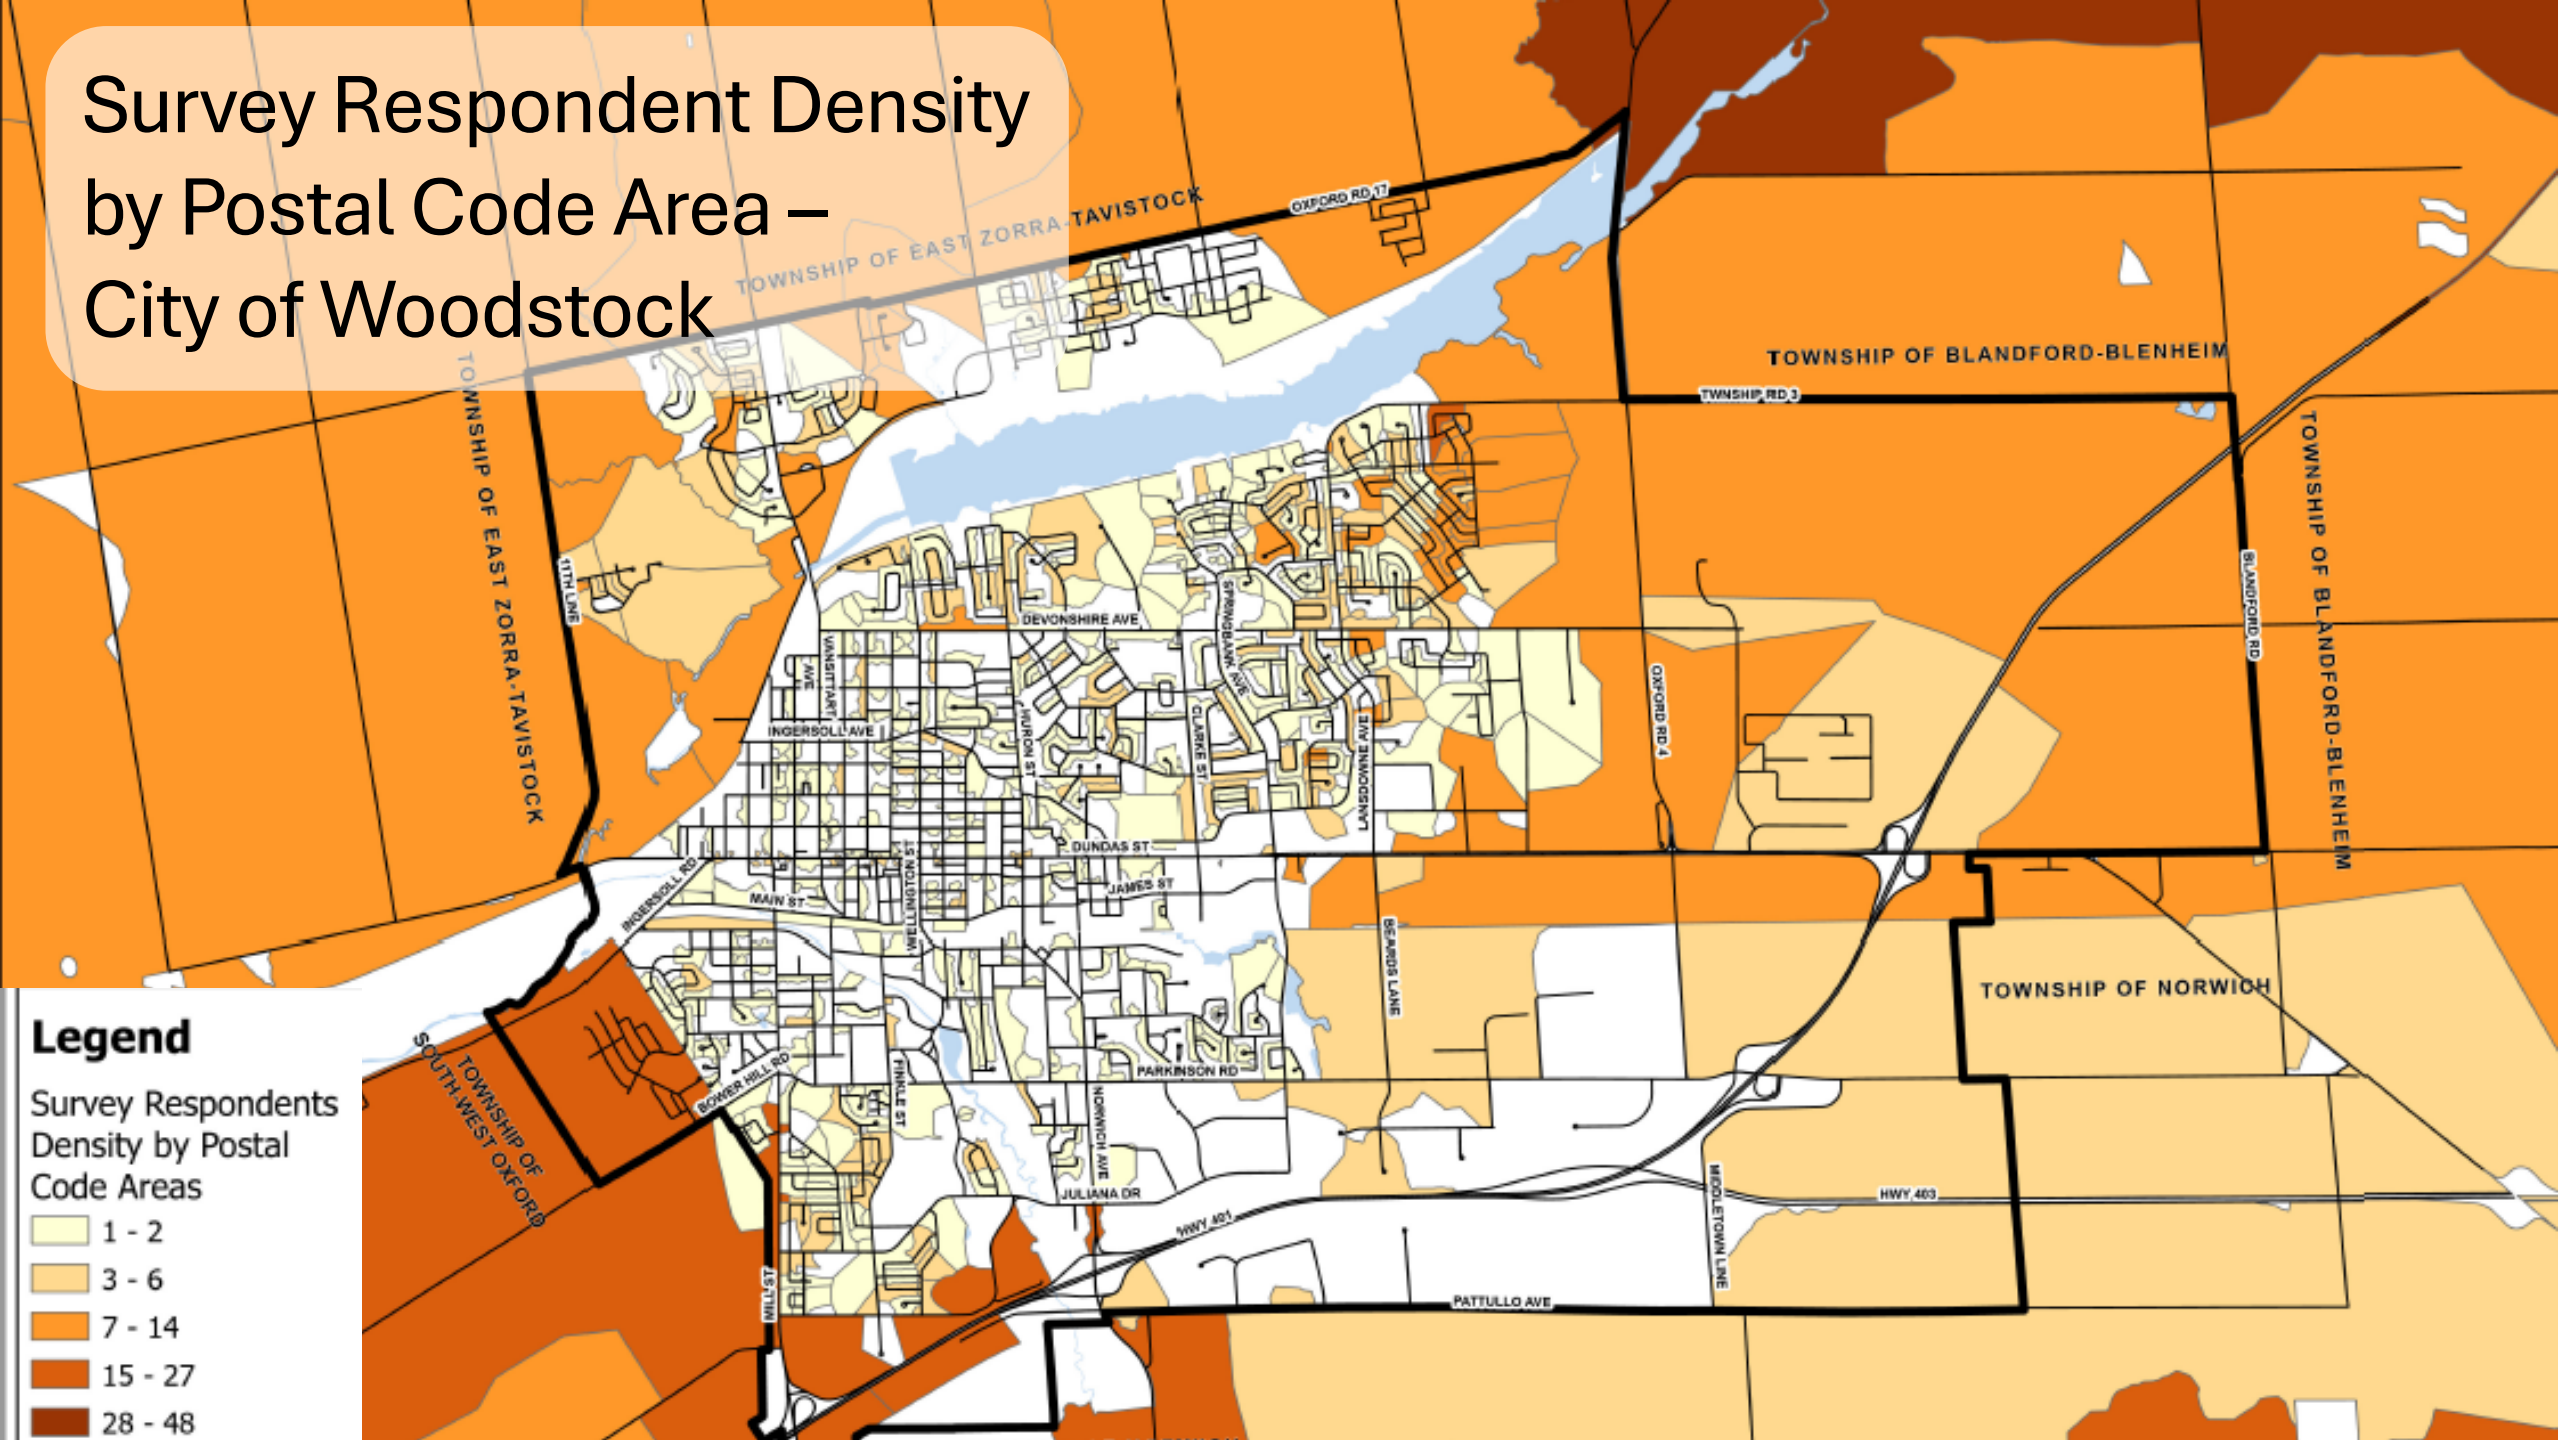 Survey Respondent Density
by Postal Code Area –
City of Woodstock
TOWNSHIP OF EAST ZORRA-TAVISTOCK
OXFORD RD 17
TOWNSHIP OF BLANDFORD-BLENHEIM
TWNSHIP RD 3
TOWNSHIP OF EAST ZORRA-TAVISTOCK
11TH LINE
TOWNSHIP OF BLANDFORD-BLENHEIM
BLANDFORD RD
DEVONSHIRE AVE
SPRINGBANK AVE
VANSITTART
AVE
INGERSOLL AVE
HURON ST
CLARKE ST
LANSDOWNE AVE
OXFORD RD 4
DUNDAS ST
INGERSOLL RD
MAIN ST
WELLINGTON ST
JAMES ST
BEARDS LANE
TOWNSHIP OF NORWICH
PARKINSON RD
BOWER HILL RD
FINKLE ST
NORWICH AVE
TOWNSHIP OF
SOUTH-WEST OXFORD
JULIANA DR
HWY 401
HWY 403
MIDDLETOWN LINE
MILL ST
PATTULLO AVE
Legend
Survey Respondents
Density by Postal
Code Areas
1 - 2
3 - 6
7 - 14
15 - 27
28 - 48